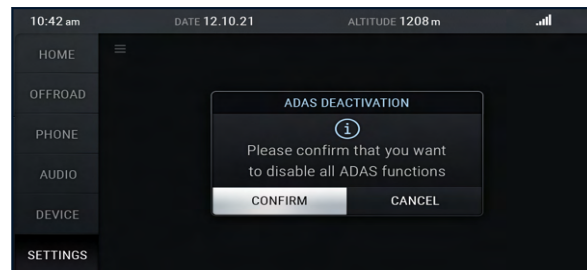 10:42 am DATE 12.10.21 ALTITUDE 1208 m
HOME
OFFROAD
PHONE
AUDIO
DEVICE
SETTINGS
ADAS DEACTIVATION
i
Please confirm that you want
to disable all ADAS functions
CONFIRM CANCEL